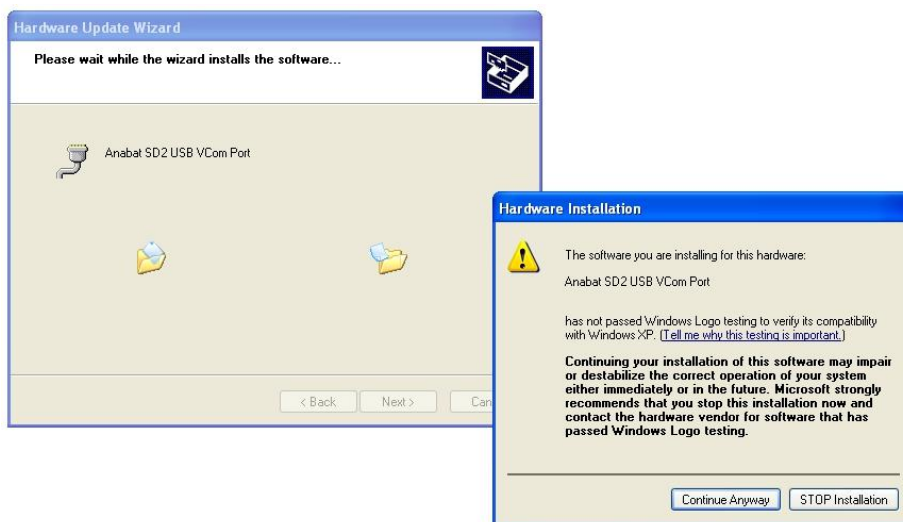 Hardware Update Wizard
Please wait while the wizard installs the software...
Anabat SD2 USB VCom Port
< Back
Next >
Hardware Installation
The software you are installing for this hardware:
Anabat SD2 USB VCom Port
has not passed Windows Logo testing to verify its compatibility
with Windows XP. (Tell me why this testing is important.)
Continuing your installation of this software may impair
or destabilize the correct operation of your system
either immediately or in the future. Microsoft strongly
recommends that you stop this installation now and
contact the hardware vendor for software that has
passed Windows Logo testing.
Continue Anyway
STOP Installation